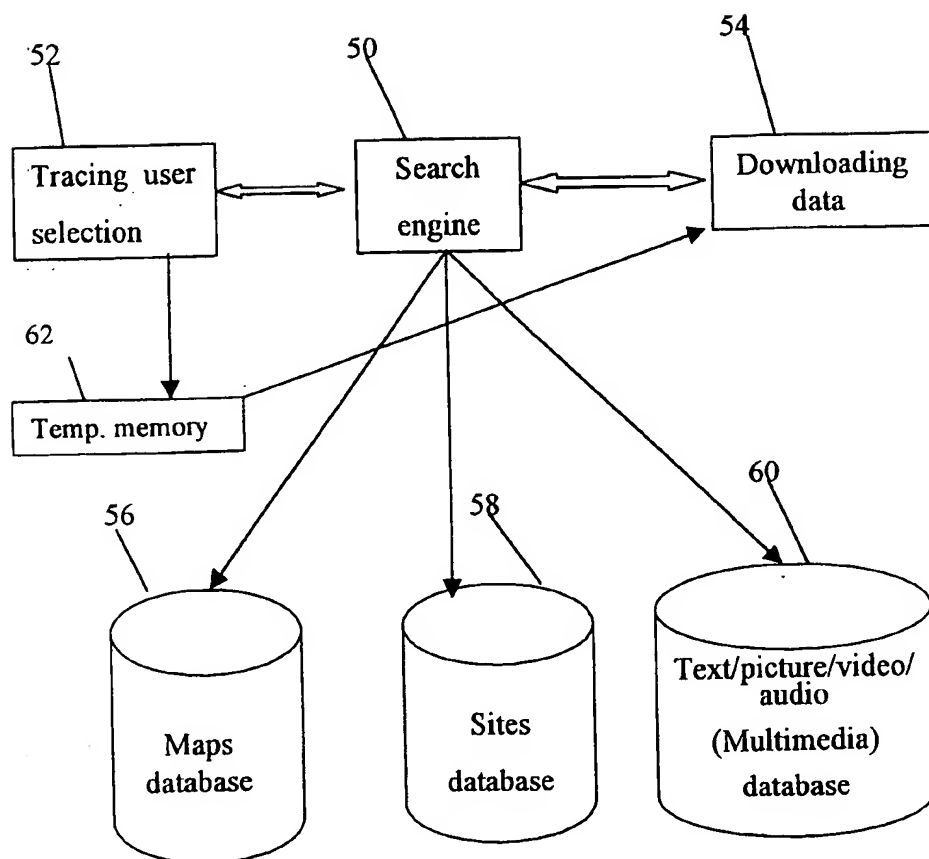 52
50
54
Tracing user
selection
Search
engine
Downloading
data
62
Temp. memory
56
58
60
Maps
database
Sites
database
Text/picture/video/
audio
(Multimedia)
database